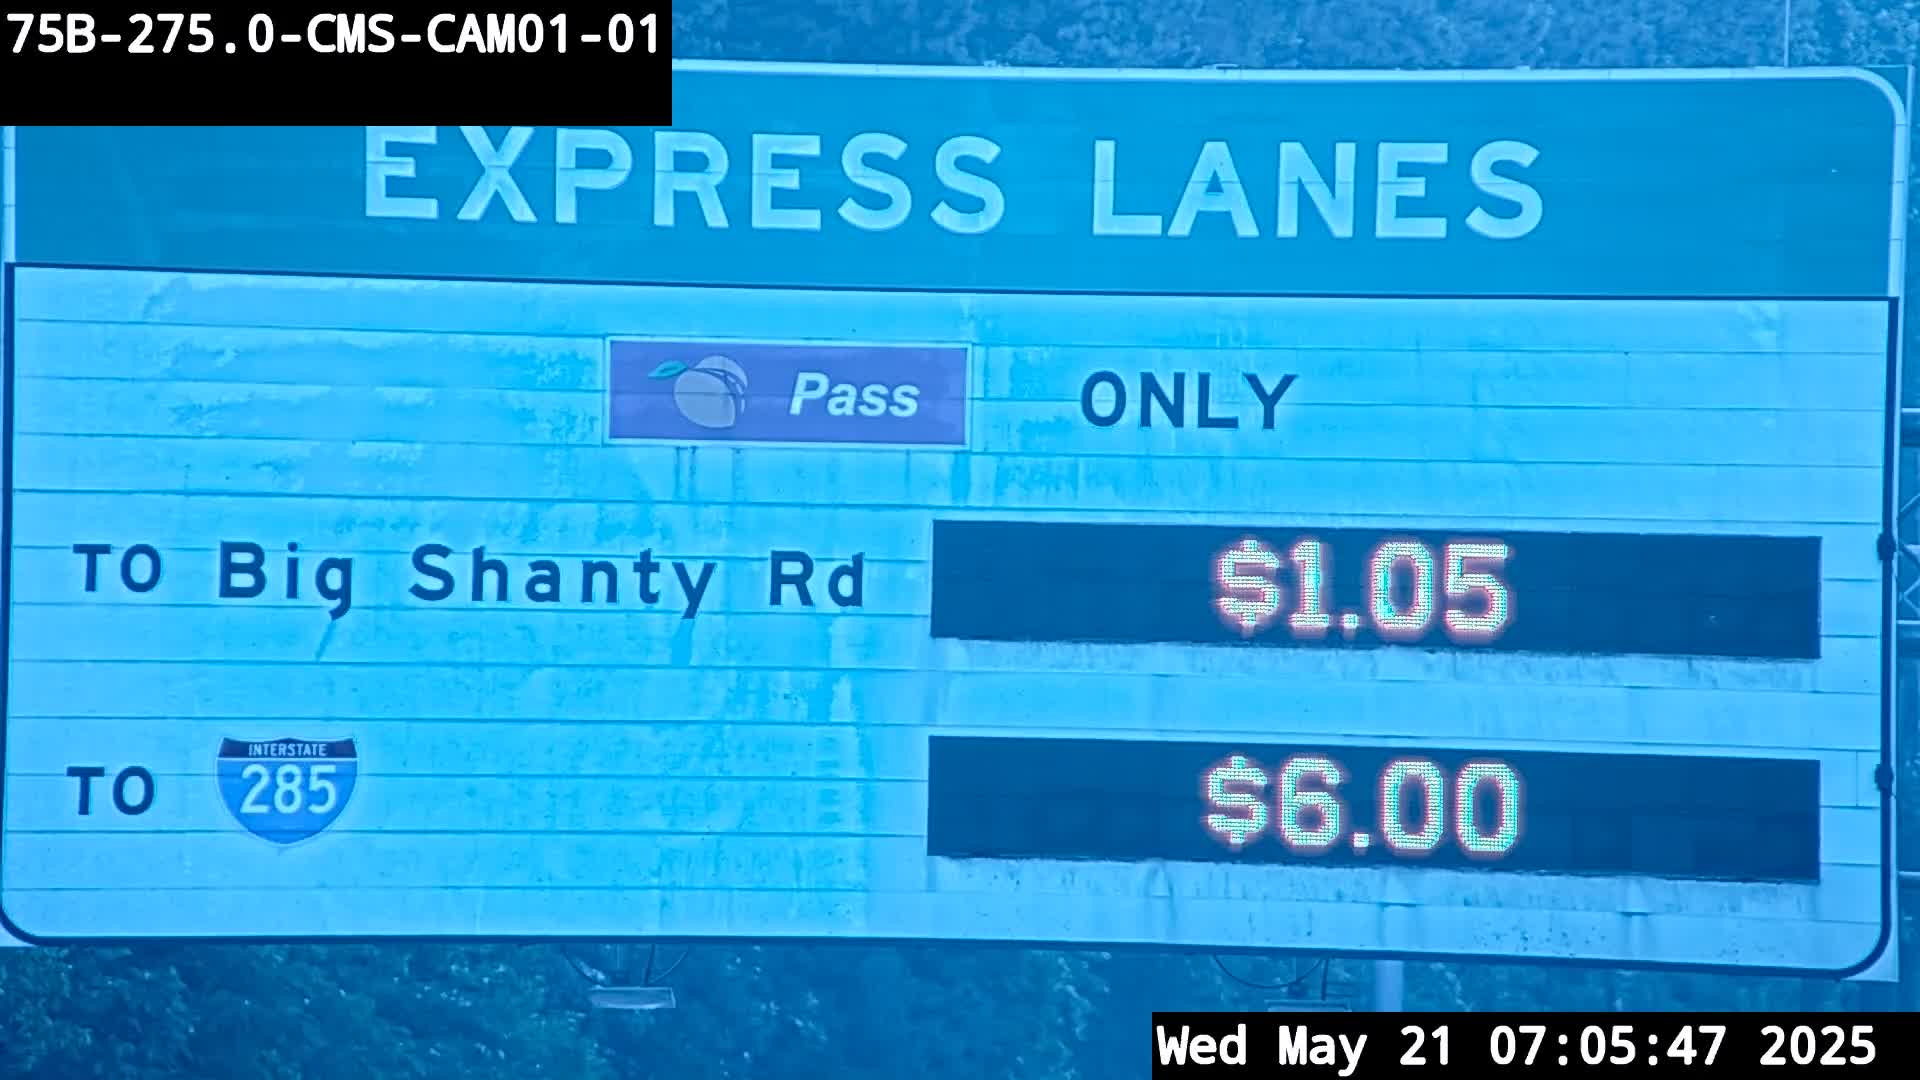 75B-275.0-CMS-CAM01-01
EXPRESS LANES
Pass ONLY
TO Big Shanty Rd $1.05
TO INTERSTATE 285 $6.00
Wed May 21 07:05:47 2025